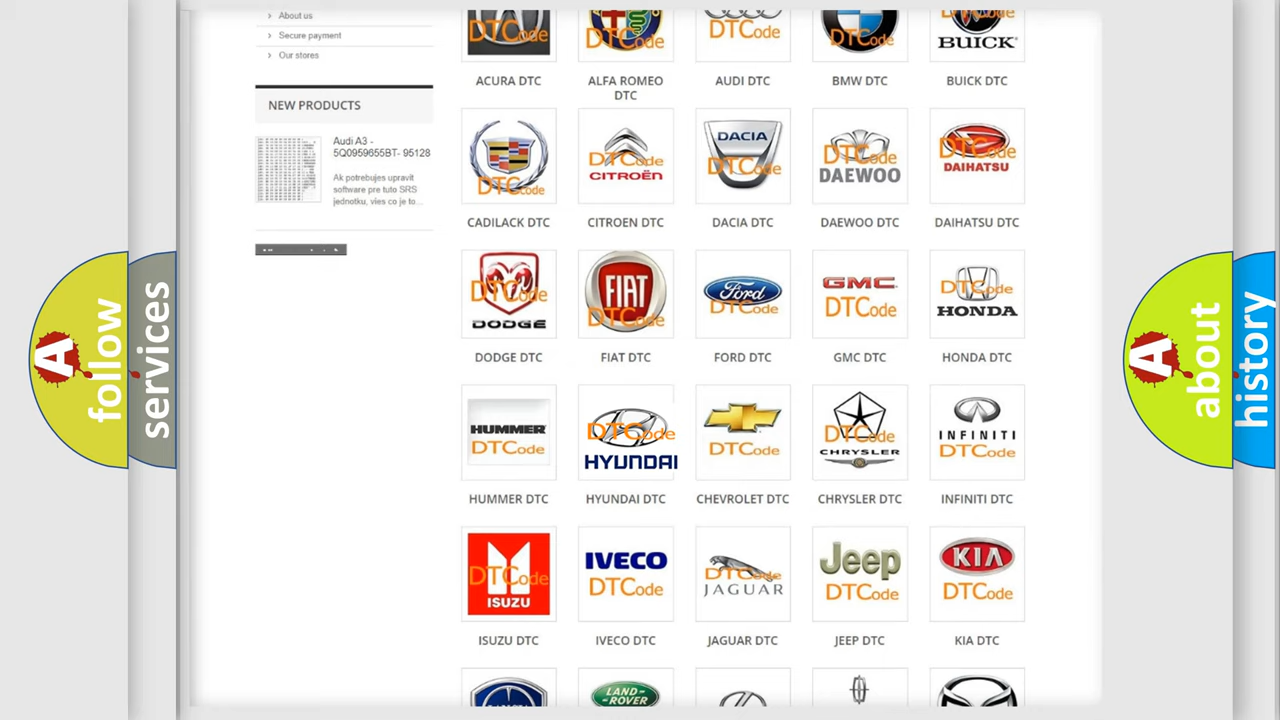 About us
Secure payment
Our stores
NEW PRODUCTS
Audi A3 -
5Q0959655BT- 95128
Ak potrebujes upravit
software pre tuto SRS
jednotku, vies co je to...
DTCode
DTCode
DTCode
DTCode
DTCode
BUICK
ACURA DTC
ALFA ROMEO
DTC
AUDI DTC
BMW DTC
BUICK DTC
DTCode
DTCode
CITROËN
DACIA
DTCode
DTCode
DAEWOO
DTCode
DAIHATSU
CADILACK DTC
CITROEN DTC
DACIA DTC
DAEWOO DTC
DAIHATSU DTC
DTCode
DODGE
FIAT
DTCode
Ford
DTCode
GMC
DTCode
DTCode
HONDA
DODGE DTC
FIAT DTC
FORD DTC
GMC DTC
HONDA DTC
HUMMER
DTCode
DTCode
HYUNDAI
DTCode
DTCode
CHRYSLER
INFINITI
DTCode
HUMMER DTC
HYUNDAI DTC
CHEVROLET DTC
CHRYSLER DTC
INFINITI DTC
DTCode
ISUZU
IVECO
DTCode
DTCode
JAGUAR
Jeep
DTCode
KIA
DTCode
ISUZU DTC
IVECO DTC
JAGUAR DTC
JEEP DTC
KIA DTC
LAND-
ROVER
A follow
services
A about
history